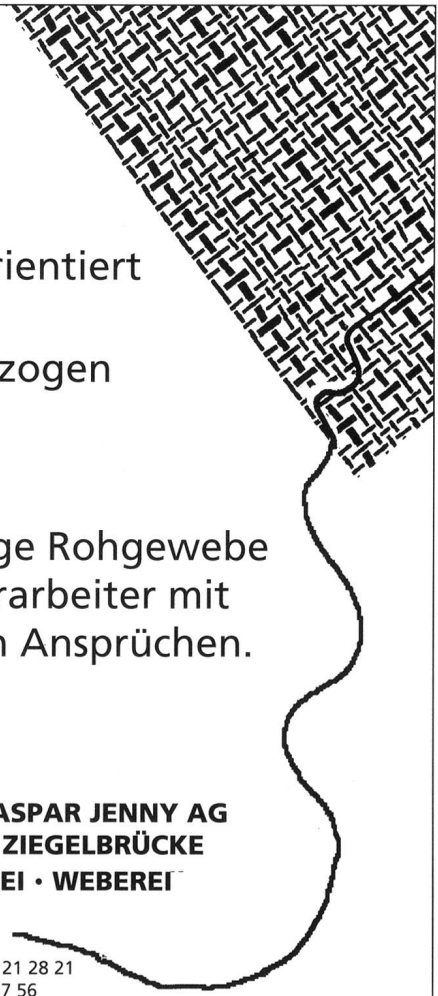 rientiert
zogen
ge Rohgewebe
rarbeiter mit
n Ansprüchen.
ASPAR JENNY AG
ZIEGELBRÜCKE
EI · WEBEREI
21 28 21
7 56